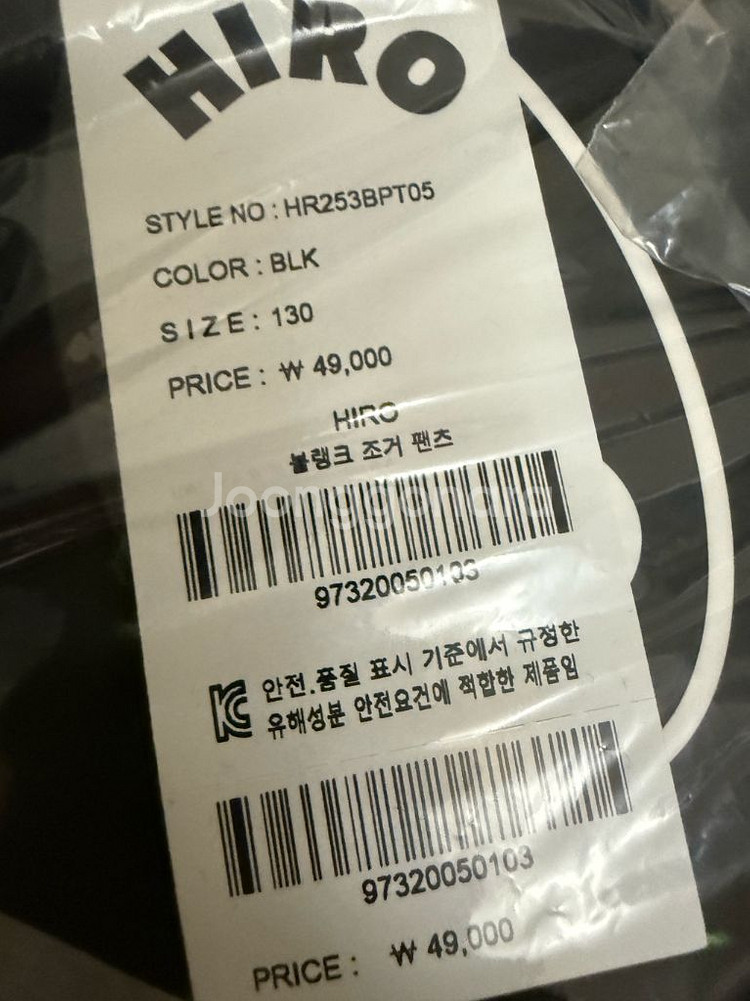 HIRO
STYLE NO : HR253BPT05
COLOR : BLK
SIZE : 130
PRICE : ₩ 49,000
HIRO
볼랭크 조거 팬츠
Joonggonara
97320050103
안전.품질 표시 기준에서 규정한
유해성분 안전요건에 적합한 제품임
97320050103
PRICE : ₩ 49,000